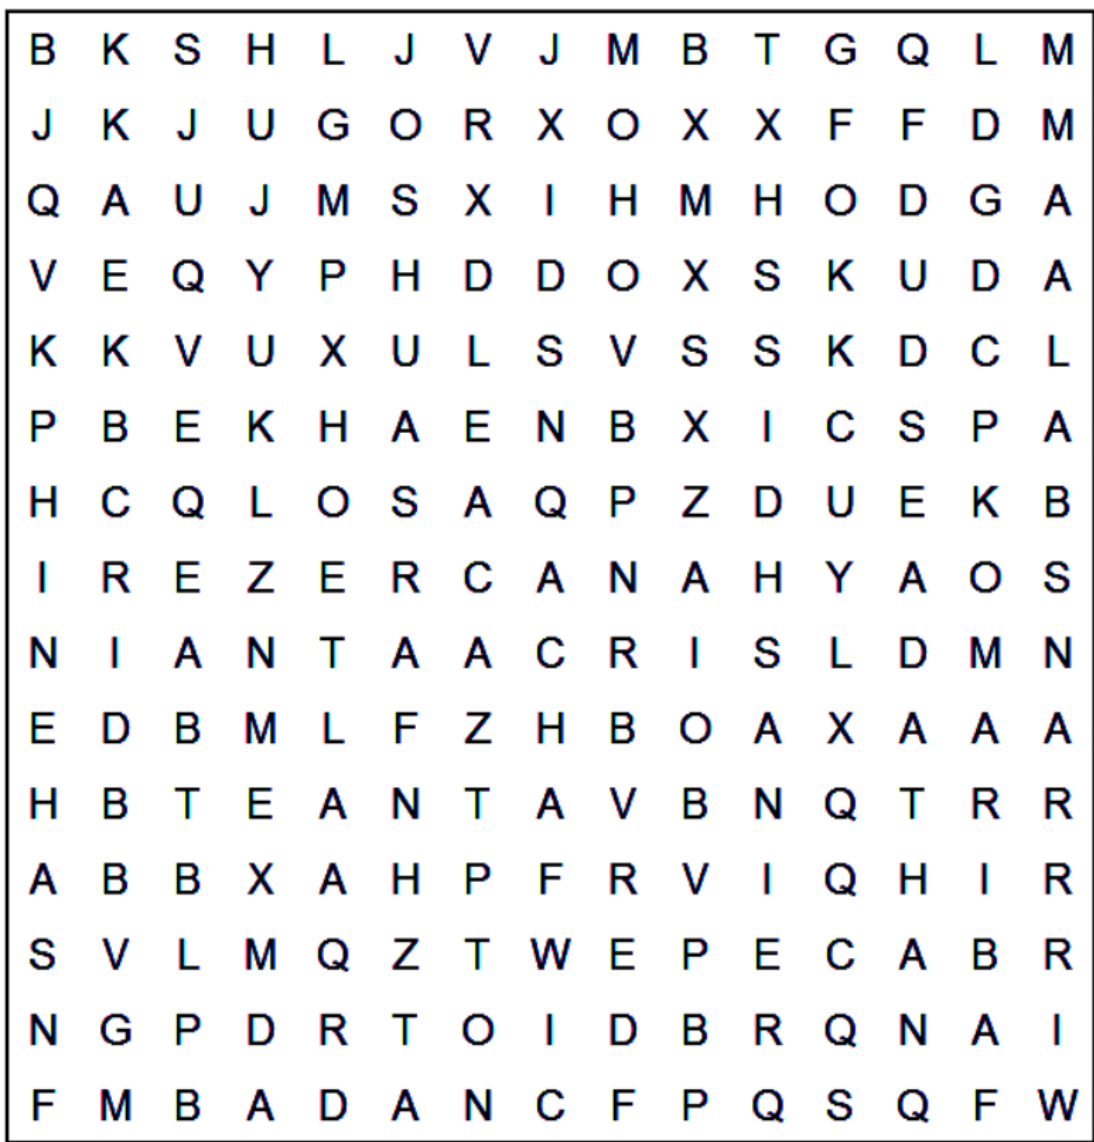 B K S H L J V J M B T G Q L M
J K J U G O R X O X X F F D M
Q A U J M S X I H M H O D G A
V E Q Y P H D D O X S K U D A
K K V U X U L S V S S K D C L
P B E K H A E N B X I C S P A
H C Q L O S A Q P Z D U E K B
I R E Z E R C A N A H Y A O S
N I A N T A A C R I S L D M N
E D B M L F Z H B O A X A A A
H B T E A N T A V B N Q T R R
A B B X A H P F R V I Q H I R
S V L M Q Z T W E P E C A B R
N G P D R T O I D B R Q N A I
F M B A D A N C F P Q S Q F W